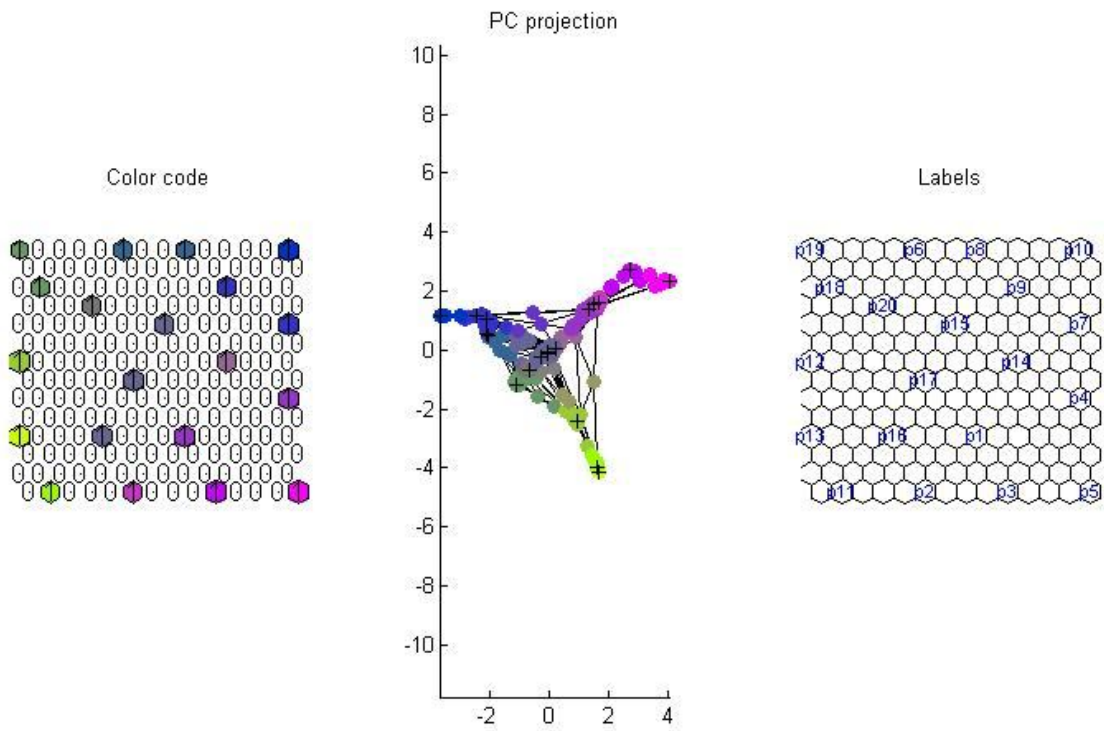 PC projection
Color code
10
8
6
4
2
0
-2
-4
-6
-8
-10
-2 0 2 4
Labels
p19 p6 p8 p10
p18 p9
p20
p15 p7
p12 p14
p17
p4
p13 p16 p1
p11 p2 p3 p5